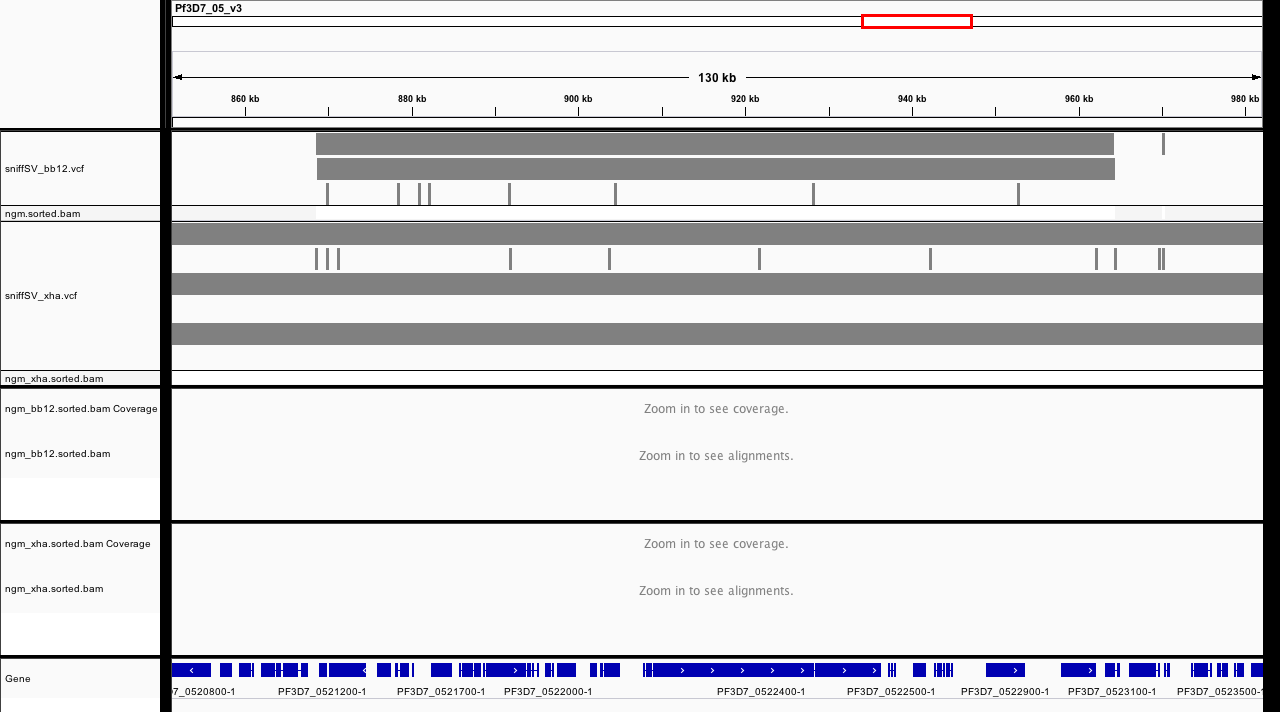 Pf3D7_05_v3
130 kb
860 kb 880 kb 900 kb 920 kb 940 kb 960 kb 980 kb
sniffSV_bb12.vcf
ngm.sorted.bam
sniffSV_xha.vcf
ngm_xha.sorted.bam
ngm_bb12.sorted.bam Coverage Zoom in to see coverage.
ngm_bb12.sorted.bam Zoom in to see alignments.
ngm_xha.sorted.bam Coverage Zoom in to see coverage.
ngm_xha.sorted.bam Zoom in to see alignments.
Gene
D7_0520800-1 PF3D7_0521200-1 PF3D7_0521700-1 PF3D7_0522000-1 PF3D7_0522400-1 PF3D7_0522500-1 PF3D7_0522900-1 PF3D7_0523100-1 PF3D7_0523500-1